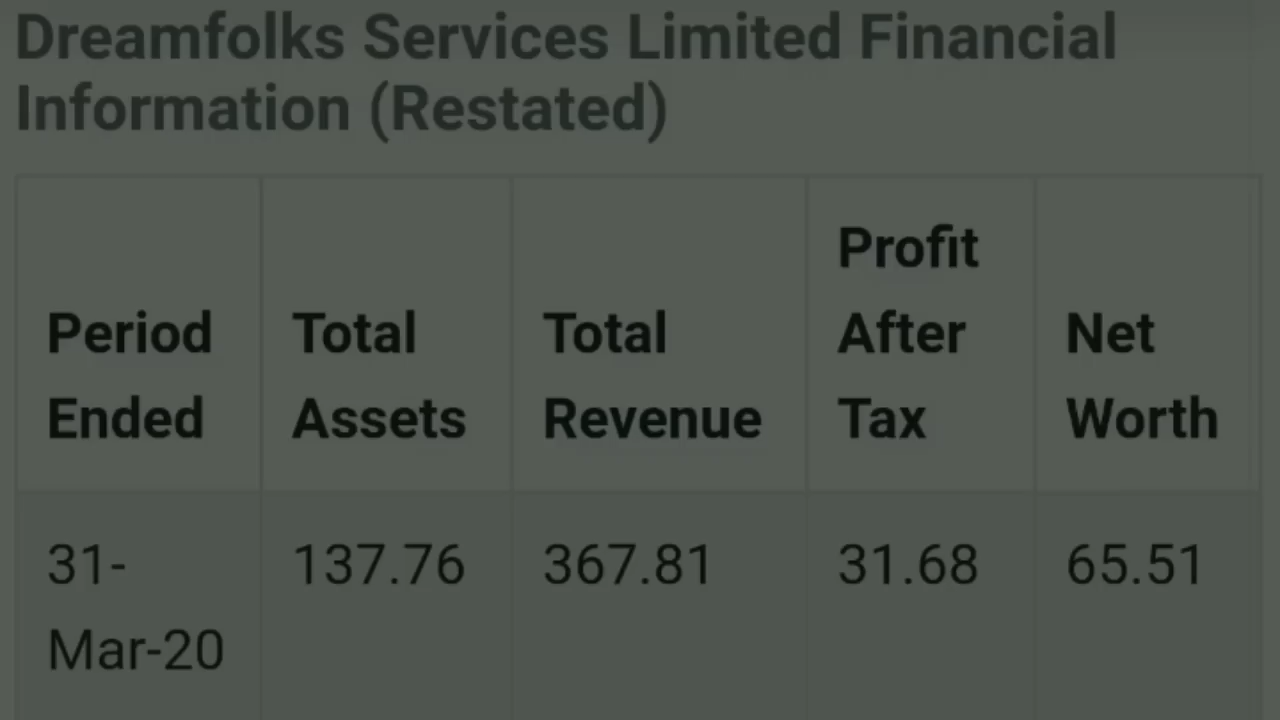 Dreamfolks Services Limited Financial
Information (Restated)
Period Ended Total Assets Total Revenue Profit After Tax Net Worth
31-Mar-20 137.76 367.81 31.68 65.51